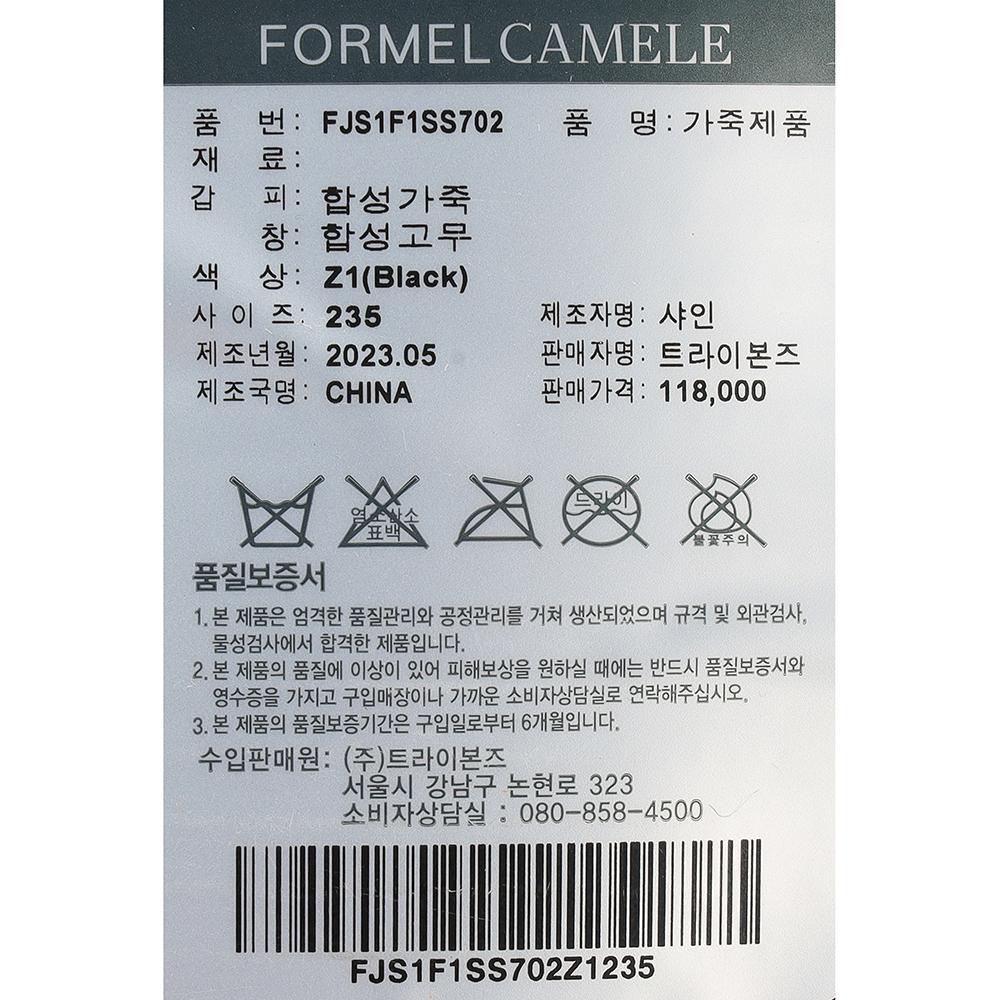 FORMEL CAMELE
품 번: FJS1F1SS702 품 명: 가죽제품
재 료:
갑 피: 합성가죽
창: 합성고무
색 상: Z1(Black)
사 이 즈: 235 제조자명: 샤인
제조년월: 2023.05 판매자명: 트라이본즈
제조국명: CHINA 판매가격: 118,000
염소산소 드라이
표백 불꽃주의
품질보증서
1. 본 제품은 엄격한 품질관리와 공정관리를 거쳐 생산되었으며 규격 및 외관검사,
물성검사에서 합격한 제품입니다.
2. 본 제품의 품질에 이상이 있어 피해보상을 원하실 때에는 반드시 품질보증서와
영수증을 가지고 구입매장이나 가까운 소비자상담실로 연락해주십시오.
3. 본 제품의 품질보증기간은 구입일로부터 6개월입니다.
수입판매원: (주)트라이본즈
서울시 강남구 논현로 323
소비자상담실 : 080-858-4500
FJS1F1SS702Z1235